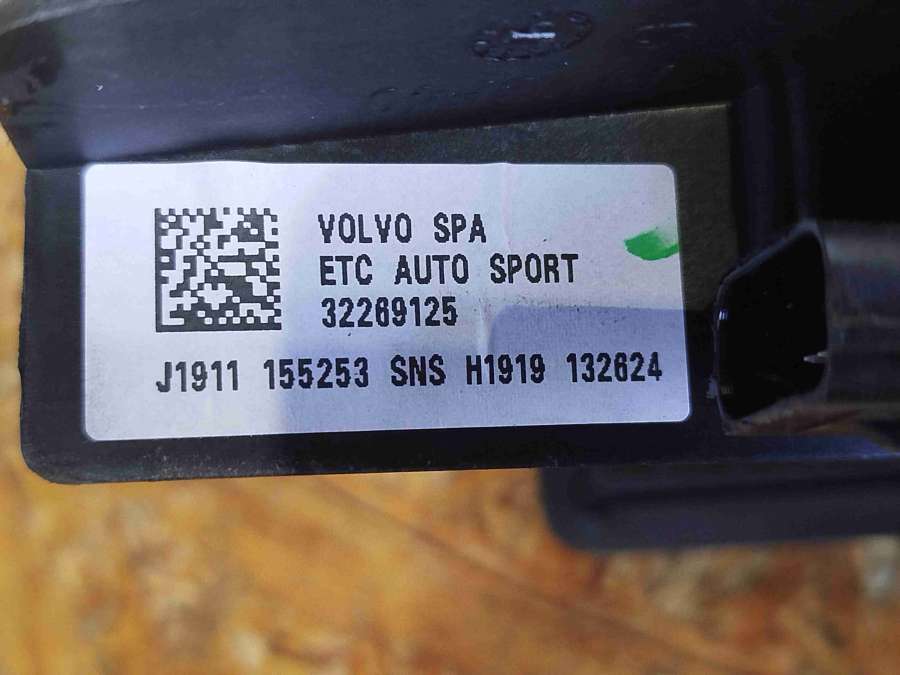 VOLVO SPA
ETC AUTO SPORT
32269125
J1911 155253 SNS H1919 132624